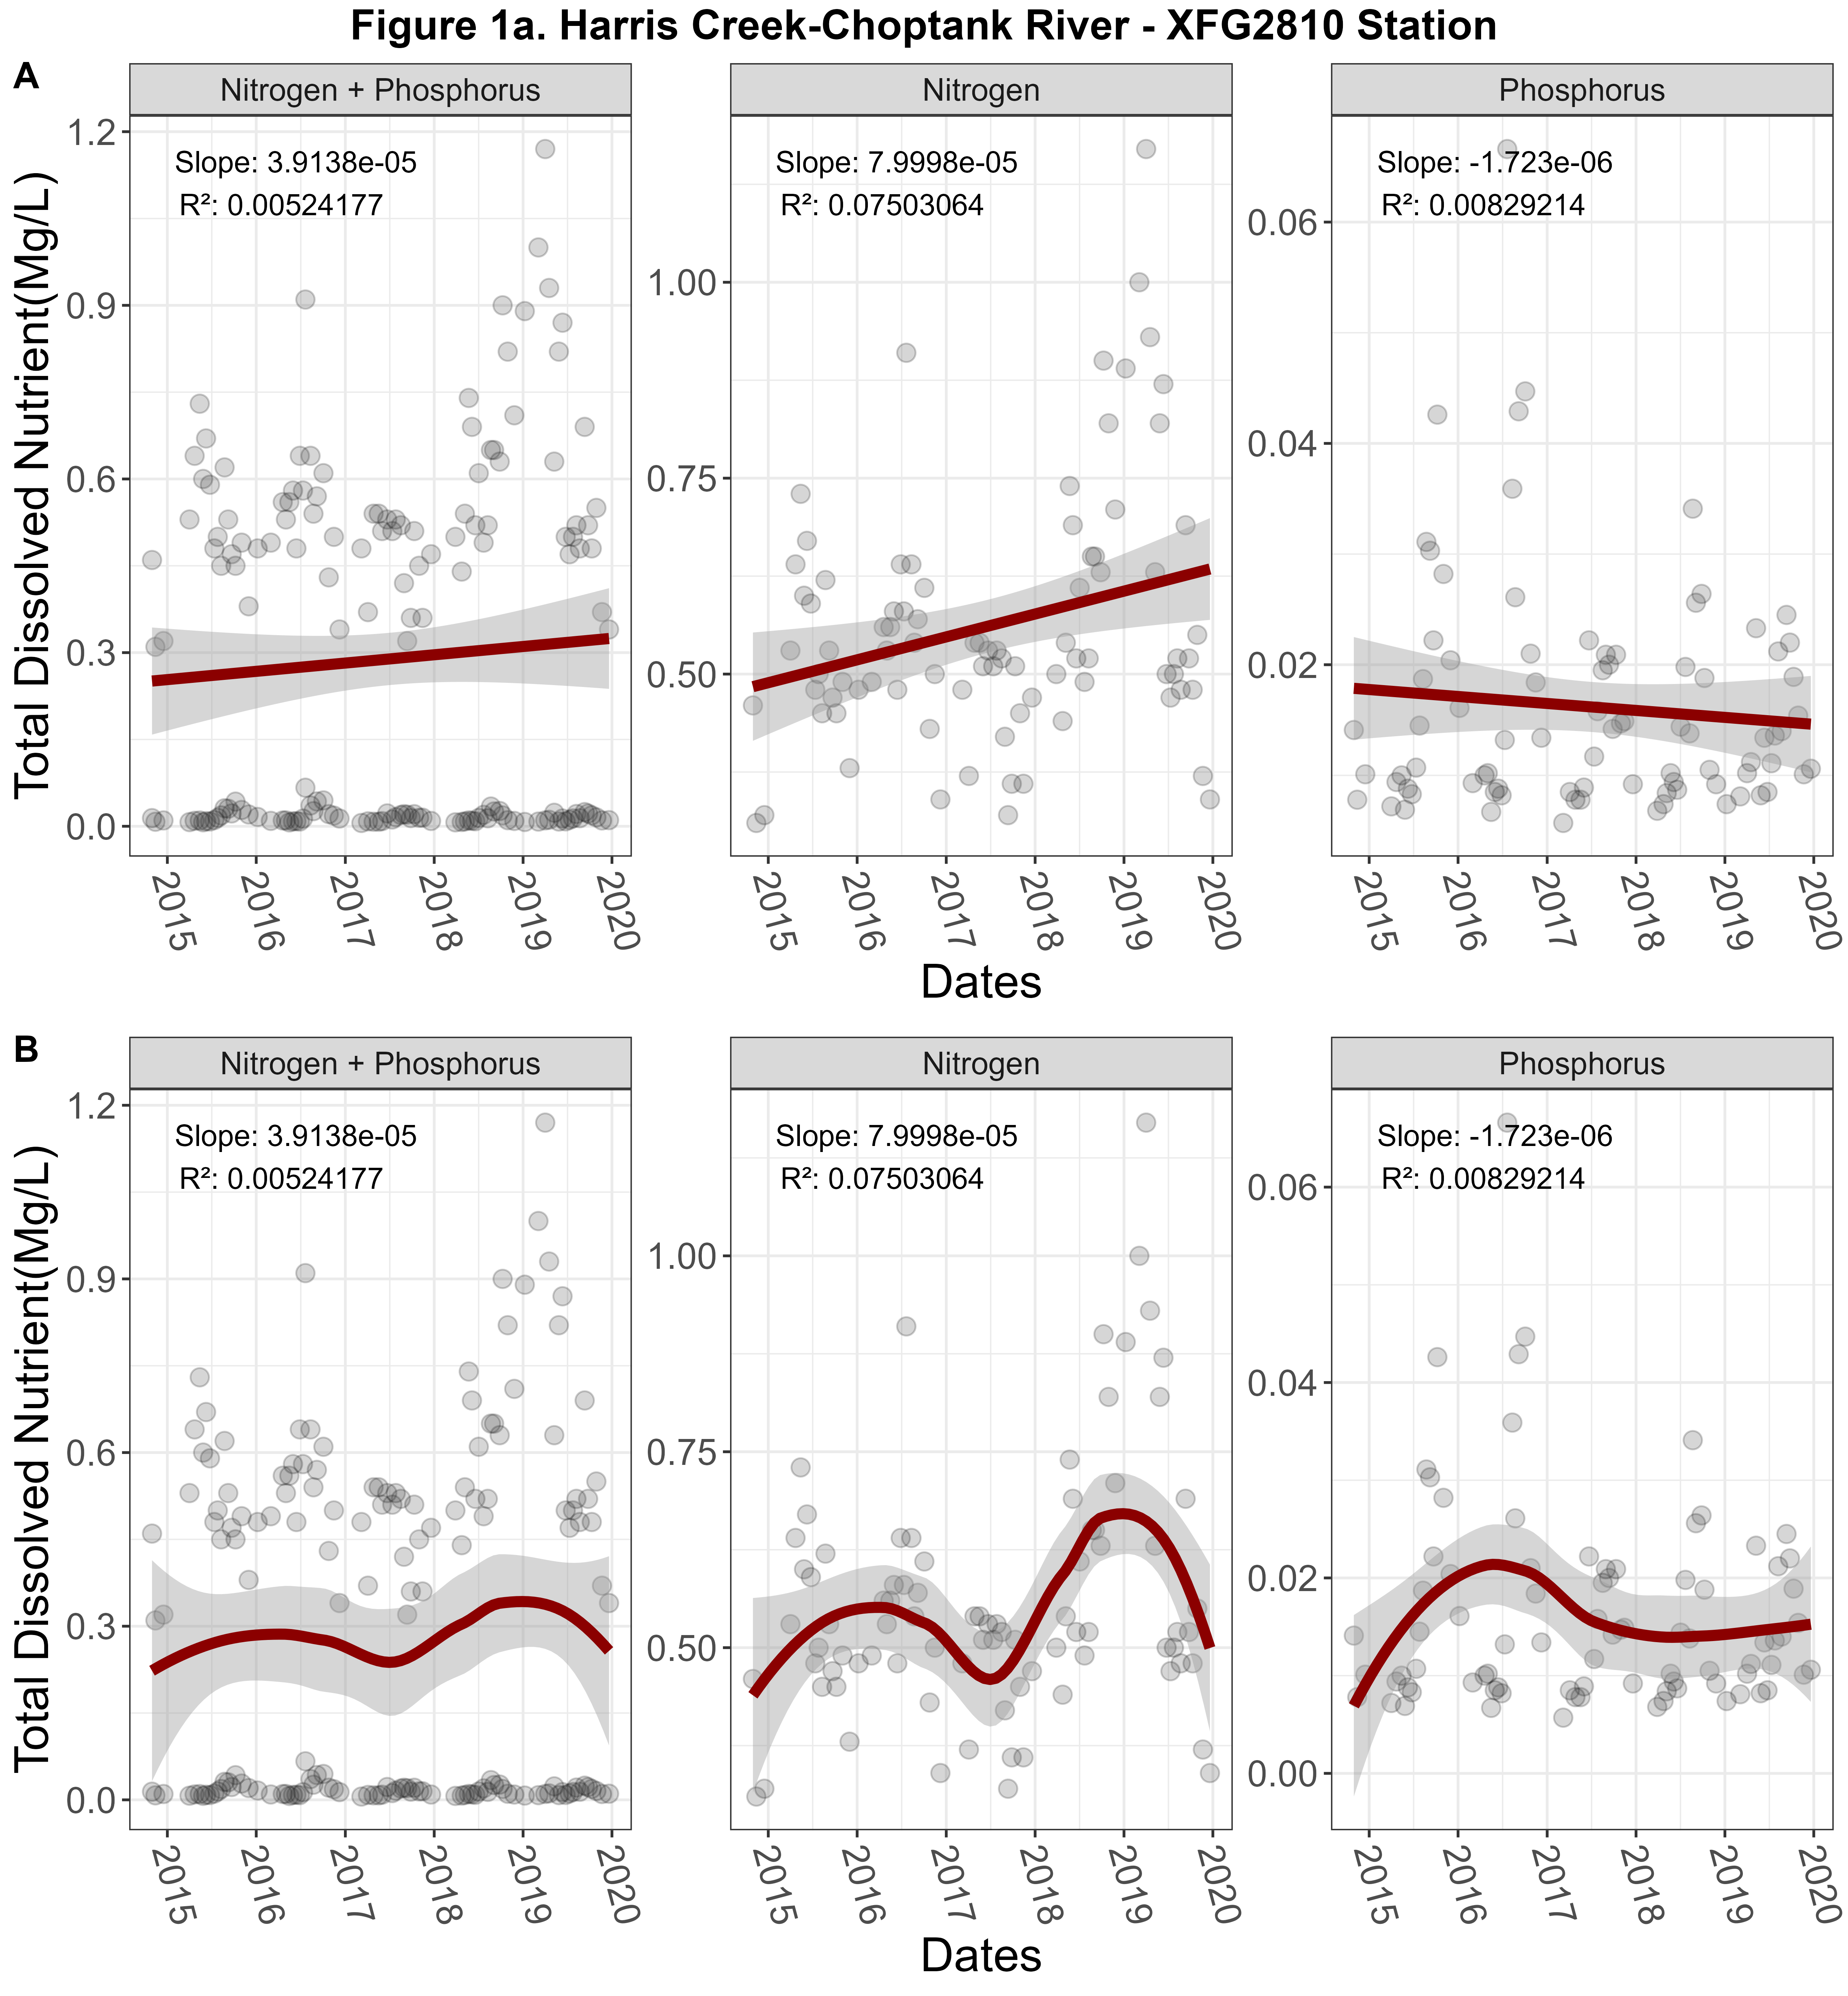 Figure 1a. Harris Creek-Choptank River - XFG2810 Station
A
Nitrogen + Phosphorus
Nitrogen
Phosphorus
Total Dissolved Nutrient(Mg/L)
Slope: 3.9138e-05
R²: 0.00524177
1.2
0.9
0.6
0.3
0.0
2015
2016
2017
2018
2019
2020
Slope: 7.9998e-05
R²: 0.07503064
1.00
0.75
0.50
2015
2016
2017
2018
2019
2020
Slope: -1.723e-06
R²: 0.00829214
0.06
0.04
0.02
2015
2016
2017
2018
2019
2020
Dates
B
Nitrogen + Phosphorus
Nitrogen
Phosphorus
Total Dissolved Nutrient(Mg/L)
Slope: 3.9138e-05
R²: 0.00524177
1.2
0.9
0.6
0.3
0.0
2015
2016
2017
2018
2019
2020
Slope: 7.9998e-05
R²: 0.07503064
1.00
0.75
0.50
2015
2016
2017
2018
2019
2020
Slope: -1.723e-06
R²: 0.00829214
0.06
0.04
0.02
0.00
2015
2016
2017
2018
2019
2020
Dates